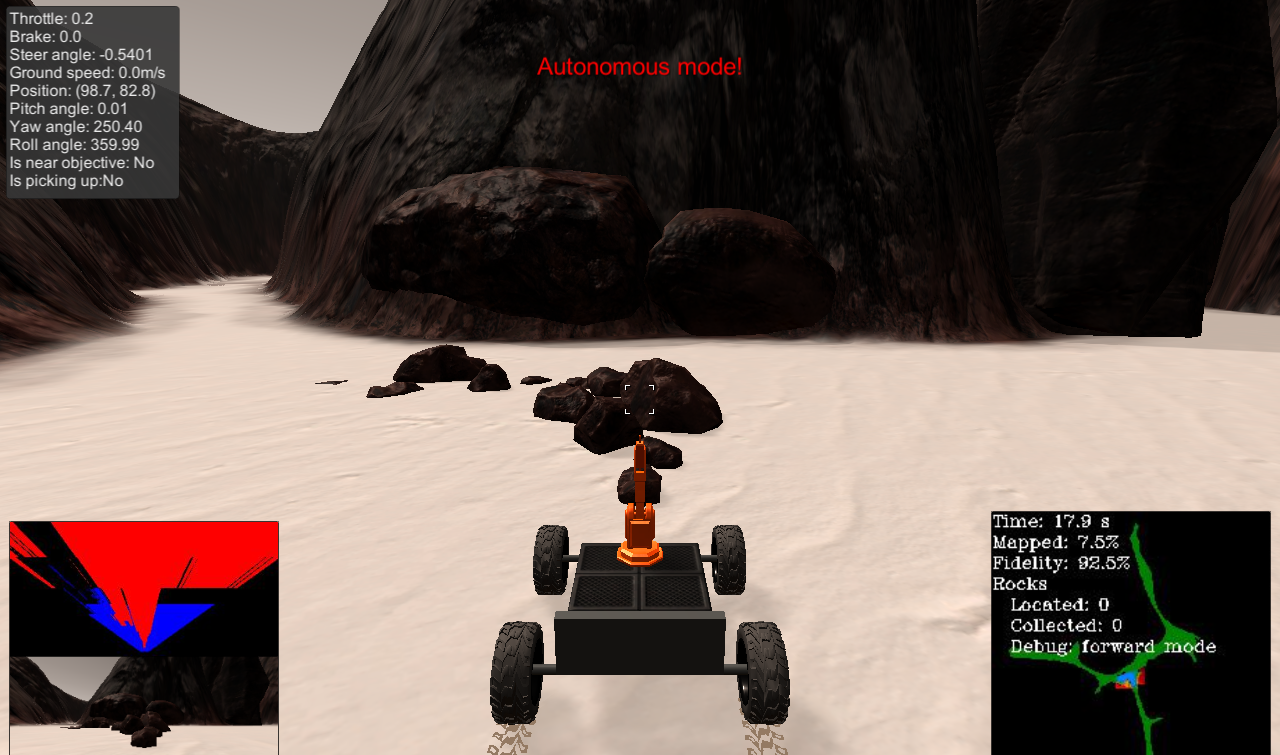 Throttle: 0.2
Brake: 0.0
Steer angle: -0.5401
Ground speed: 0.0m/s
Position: (98.7, 82.8)
Pitch angle: 0.01
Yaw angle: 250.40
Roll angle: 359.99
Is near objective: No
Is picking up:No
Autonomous mode!
Time: 17.9 s
Mapped: 7.5%
Fidelity: 92.5%
Rocks
Located: 0
Collected: 0
Debug: forward mode